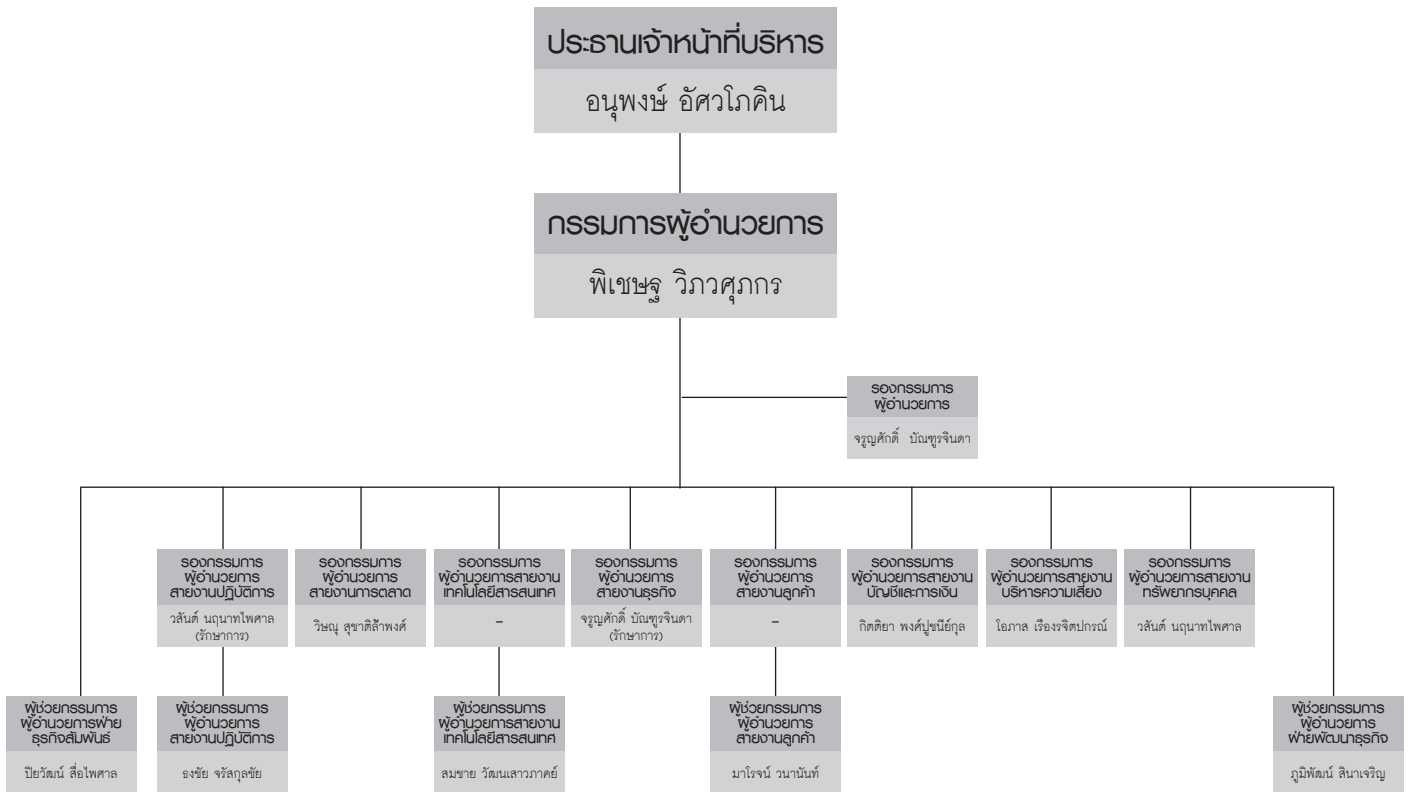 ประธานเจ้าหน้าที่บริหาร
อนุพงษ์ อัศวโภคิน
กรรมการผู้อำนวยการ
พิเชษฐ วิภวศุภกร
รองกรรมการ
ผู้อำนวยการ
จรูญศักดิ์ บัณฑูรจินดา
รองกรรมการ
ผู้อำนวยการ
สายงานปฏิบัติการ
วสันต์ นฤนาทไพศาล
(รักษาการ)
รองกรรมการ
ผู้อำนวยการ
สายงานการตลาด
วิษณุ สุชาติล้ำพงศ์
รองกรรมการ
ผู้อำนวยการสายงาน
เทคโนโลยีสารสนเทศ
–
รองกรรมการ
ผู้อำนวยการ
สายงานธุรกิจ
จรูญศักดิ์ บัณฑูรจินดา
(รักษาการ)
รองกรรมการ
ผู้อำนวยการ
สายงานลูกค้า
–
รองกรรมการ
ผู้อำนวยการสายงาน
บัญชีและการเงิน
กิตติยา พงศ์ปูชนีย์กุล
รองกรรมการ
ผู้อำนวยการสายงาน
บริหารความเสี่ยง
โอภาส เรืองรจิตปกรณ์
รองกรรมการ
ผู้อำนวยการสายงาน
ทรัพยากรบุคคล
วสันต์ นฤนาทไพศาล
ผู้ช่วยกรรมการ
ผู้อำนวยการฝ่าย
ธุรกิจสัมพันธ์
ปิยวัฒน์ สื่อไพศาล
ผู้ช่วยกรรมการ
ผู้อำนวยการ
สายงานปฏิบัติการ
ธงชัย จรัสกุลชัย
ผู้ช่วยกรรมการ
ผู้อำนวยการสายงาน
เทคโนโลยีสารสนเทศ
สมชาย วัฒนเสาวภาคย์
ผู้ช่วยกรรมการ
ผู้อำนวยการ
สายงานลูกค้า
มาโรจน์ วนานันท์
ผู้ช่วยกรรมการ
ผู้อำนวยการ
ฝ่ายพัฒนาธุรกิจ
ภูมิพัฒน์ สินาเจริญ